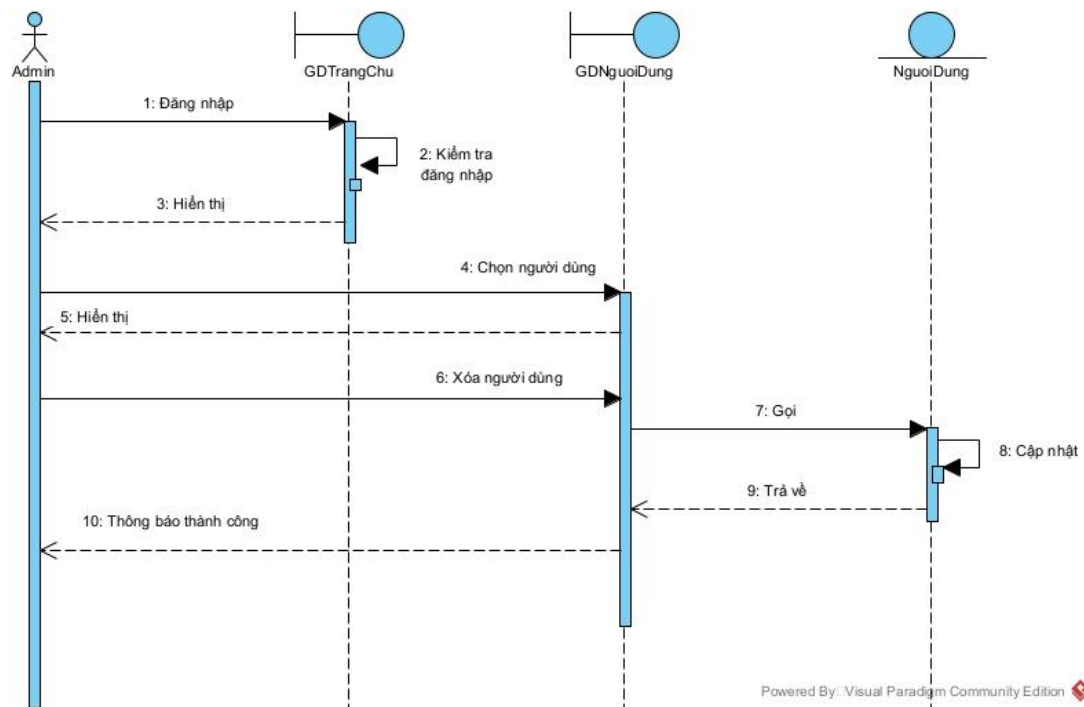 Admin
GDTrangChu
GDNguoiDung
NguoiDung
1: Đăng nhập
2: Kiểm tra
đăng nhập
3: Hiển thị
4: Chọn người dùng
5: Hiển thị
6: Xóa người dùng
7: Gọi
8: Cập nhật
9: Trả về
10: Thông báo thành công
Powered By Visual Paradigm Community Edition